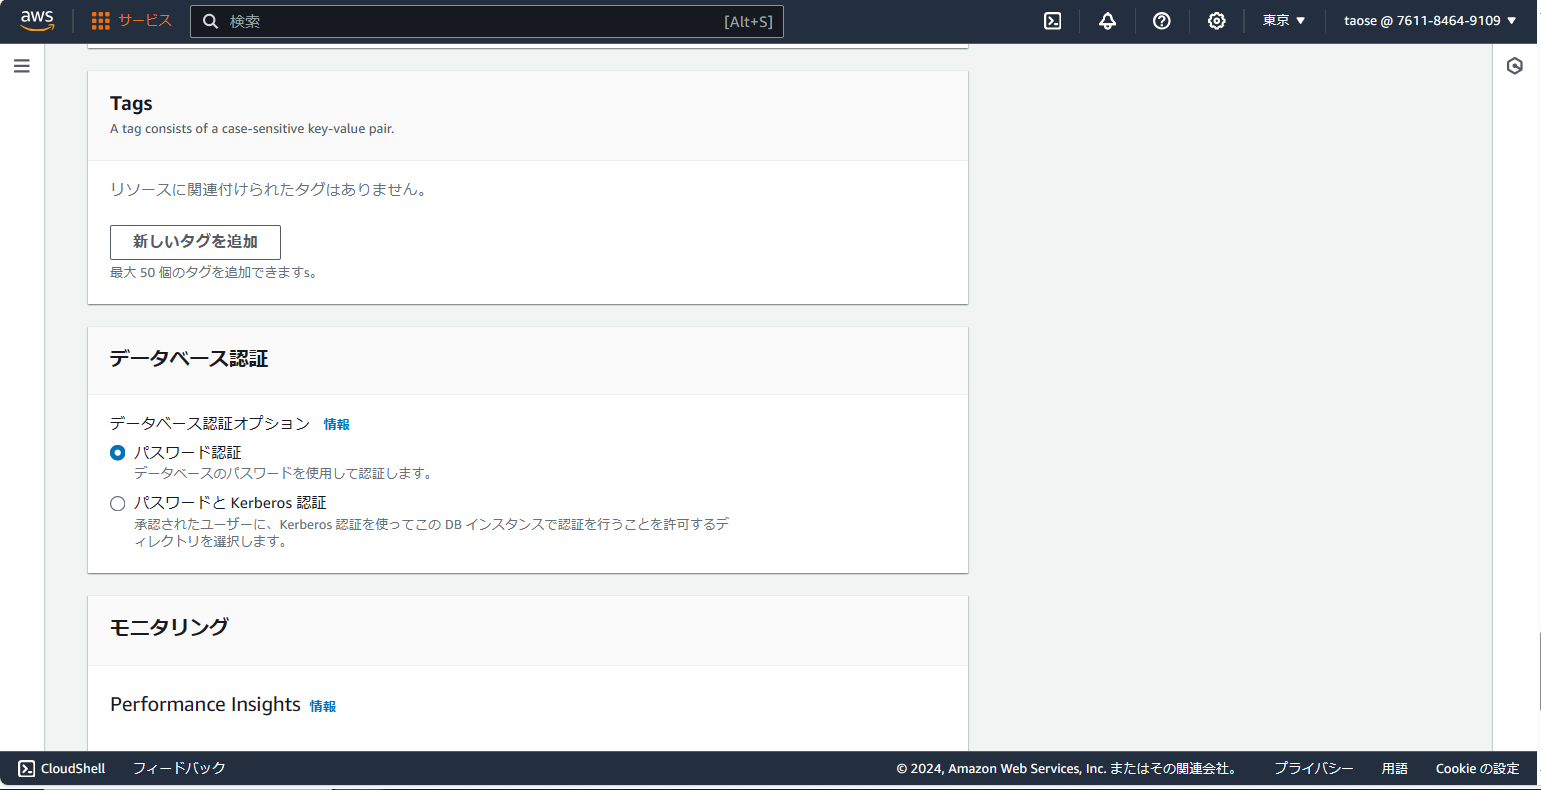 aws
サービス
検索
[Alt+S]
東京
taose @ 7611-8464-9109
Tags
A tag consists of a case-sensitive key-value pair.
リソースに関連付けられたタグはありません。
新しいタグを追加
最大 50 個のタグを追加できますs。
データベース認証
データベース認証オプション 情報
パスワード認証
データベースのパスワードを使用して認証します。
パスワードと Kerberos 認証
承認されたユーザーに、Kerberos 認証を使ってこの DB インスタンスで認証を行うことを許可するデ
ィレクトリを選択します。
モニタリング
Performance Insights 情報
CloudShell
フィードバック
© 2024, Amazon Web Services, Inc. またはその関連会社。
プライバシー
用語
Cookie の設定